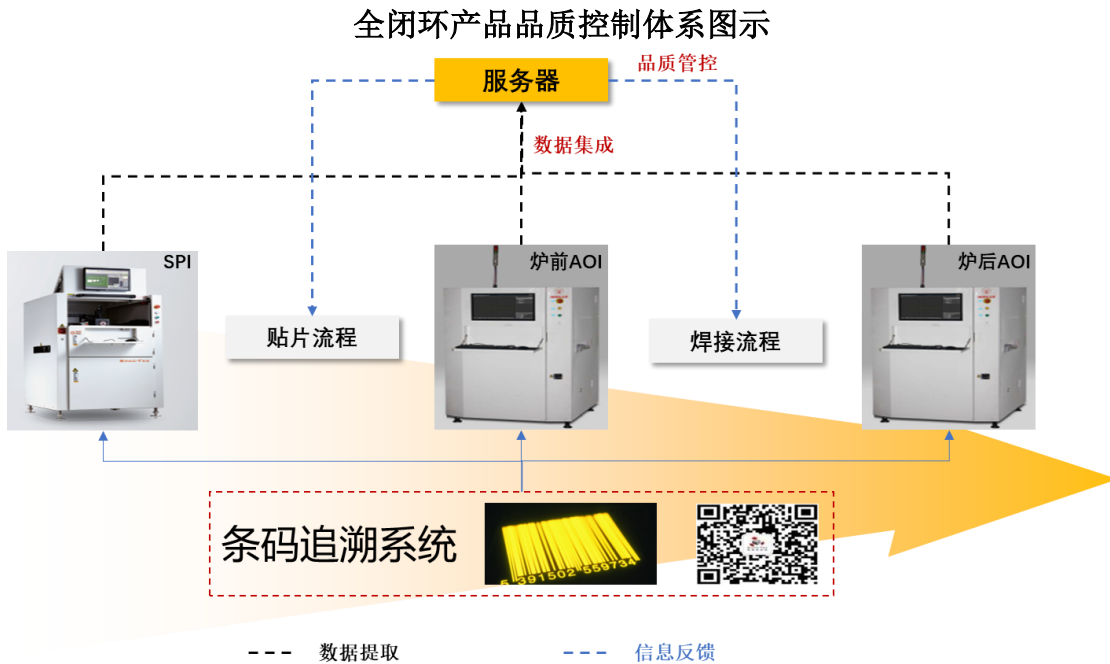 全闭环产品品质控制体系图示
服务器
品质管控
数据集成
SPI
炉前AOI
炉后AOI
贴片流程
焊接流程
条码追溯系统
5 391502 559734
数据提取
信息反馈